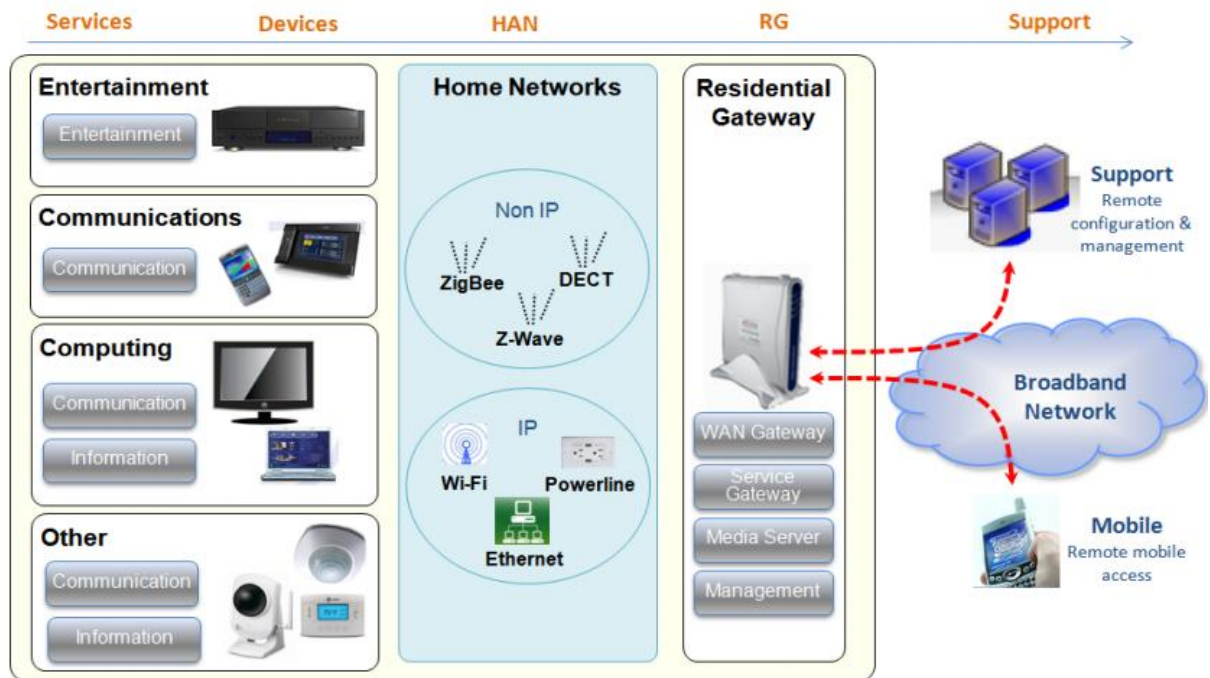 Services
Devices
HAN
RG
Support
Entertainment
Entertainment
Communications
Communication
Computing
Communication
Information
Other
Communication
Information
Home Networks
Non IP
ZigBee
DECT
Z-Wave
IP
Wi-Fi
Powerline
Ethernet
Residential
Gateway
WAN Gateway
Service
Gateway
Media Server
Management
Support
Remote
configuration &
management
Broadband
Network
Mobile
Remote mobile
access